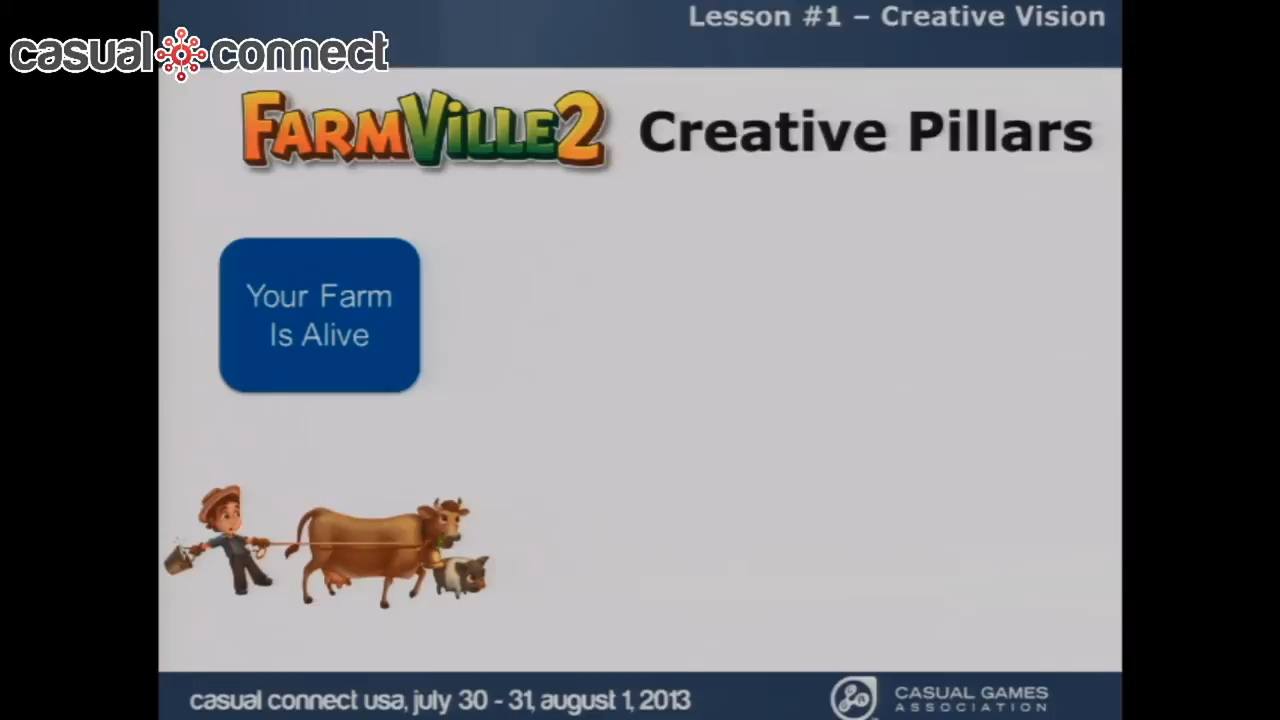 Lesson #1 – Creative Vision
casual connect
FARMVILLE2 Creative Pillars
Your Farm
Is Alive
casual connect usa, july 30 - 31, august 1, 2013
CASUAL GAMES
ASSOCIATION